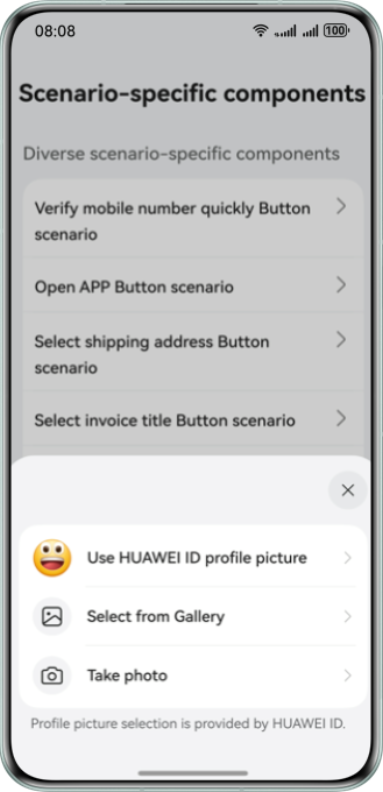 08:08
100
Scenario-specific components
Diverse scenario-specific components
Verify mobile number quickly Button
scenario
Open APP Button scenario
Select shipping address Button
scenario
Select invoice title Button scenario
Use HUAWEI ID profile picture
Select from Gallery
Take photo
Profile picture selection is provided by HUAWEI ID.